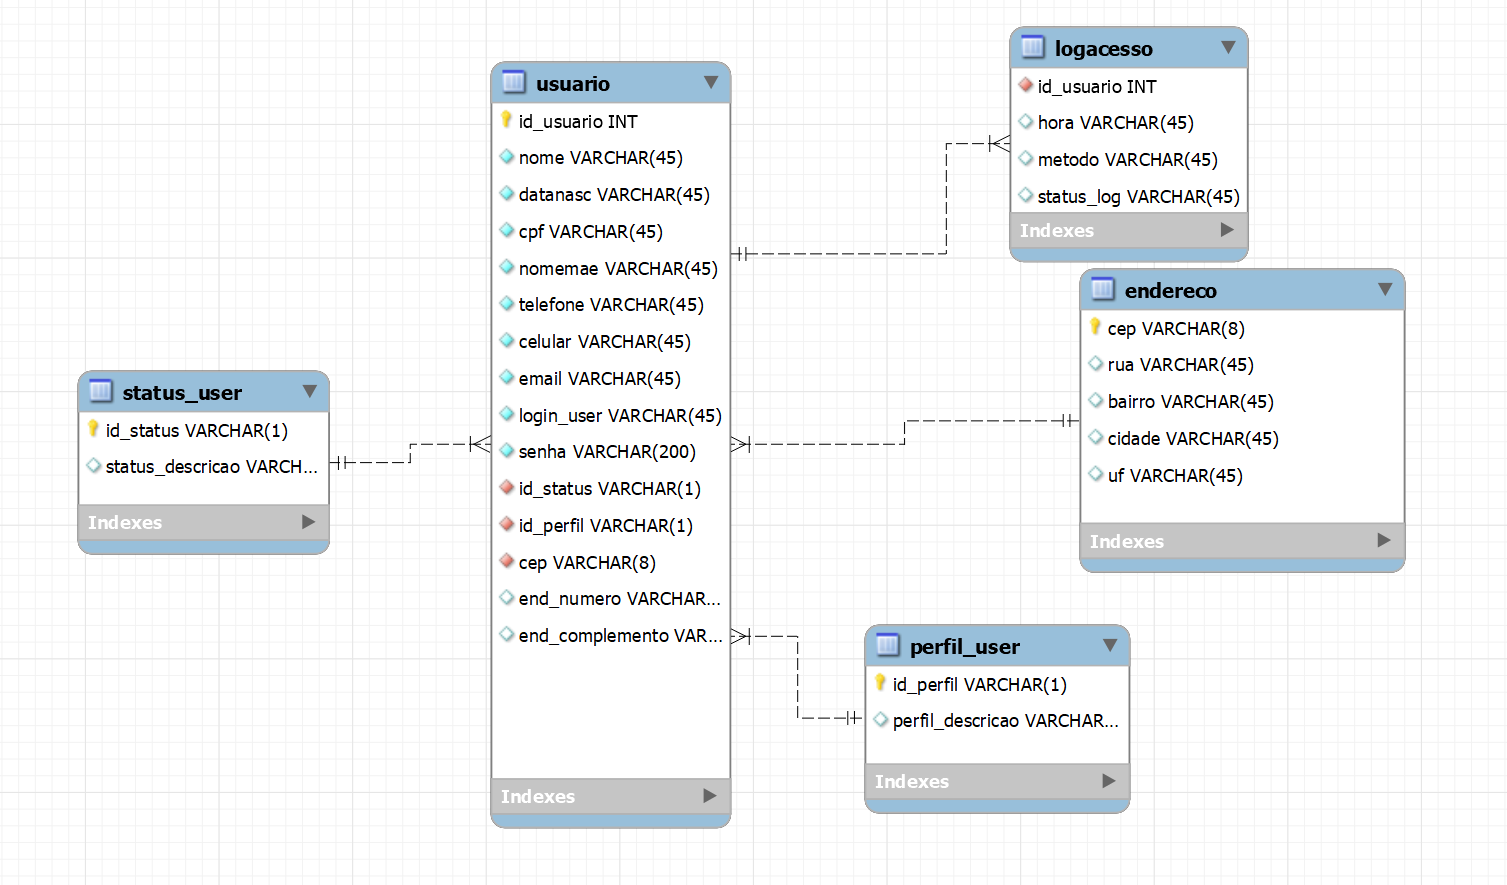 usuario
id_usuario INT
nome VARCHAR(45)
datanasc VARCHAR(45)
cpf VARCHAR(45)
nomemae VARCHAR(45)
telefone VARCHAR(45)
celular VARCHAR(45)
email VARCHAR(45)
login_user VARCHAR(45)
senha VARCHAR(200)
id_status VARCHAR(1)
id_perfil VARCHAR(1)
cep VARCHAR(8)
end_numero VARCHAR...
end_complemento VAR...
Indexes
logacesso
id_usuario INT
hora VARCHAR(45)
metodo VARCHAR(45)
status_log VARCHAR(45)
Indexes
endereco
cep VARCHAR(8)
rua VARCHAR(45)
bairro VARCHAR(45)
cidade VARCHAR(45)
uf VARCHAR(45)
Indexes
status_user
id_status VARCHAR(1)
status_descricao VARCH...
Indexes
perfil_user
id_perfil VARCHAR(1)
perfil_descricao VARCHAR...
Indexes